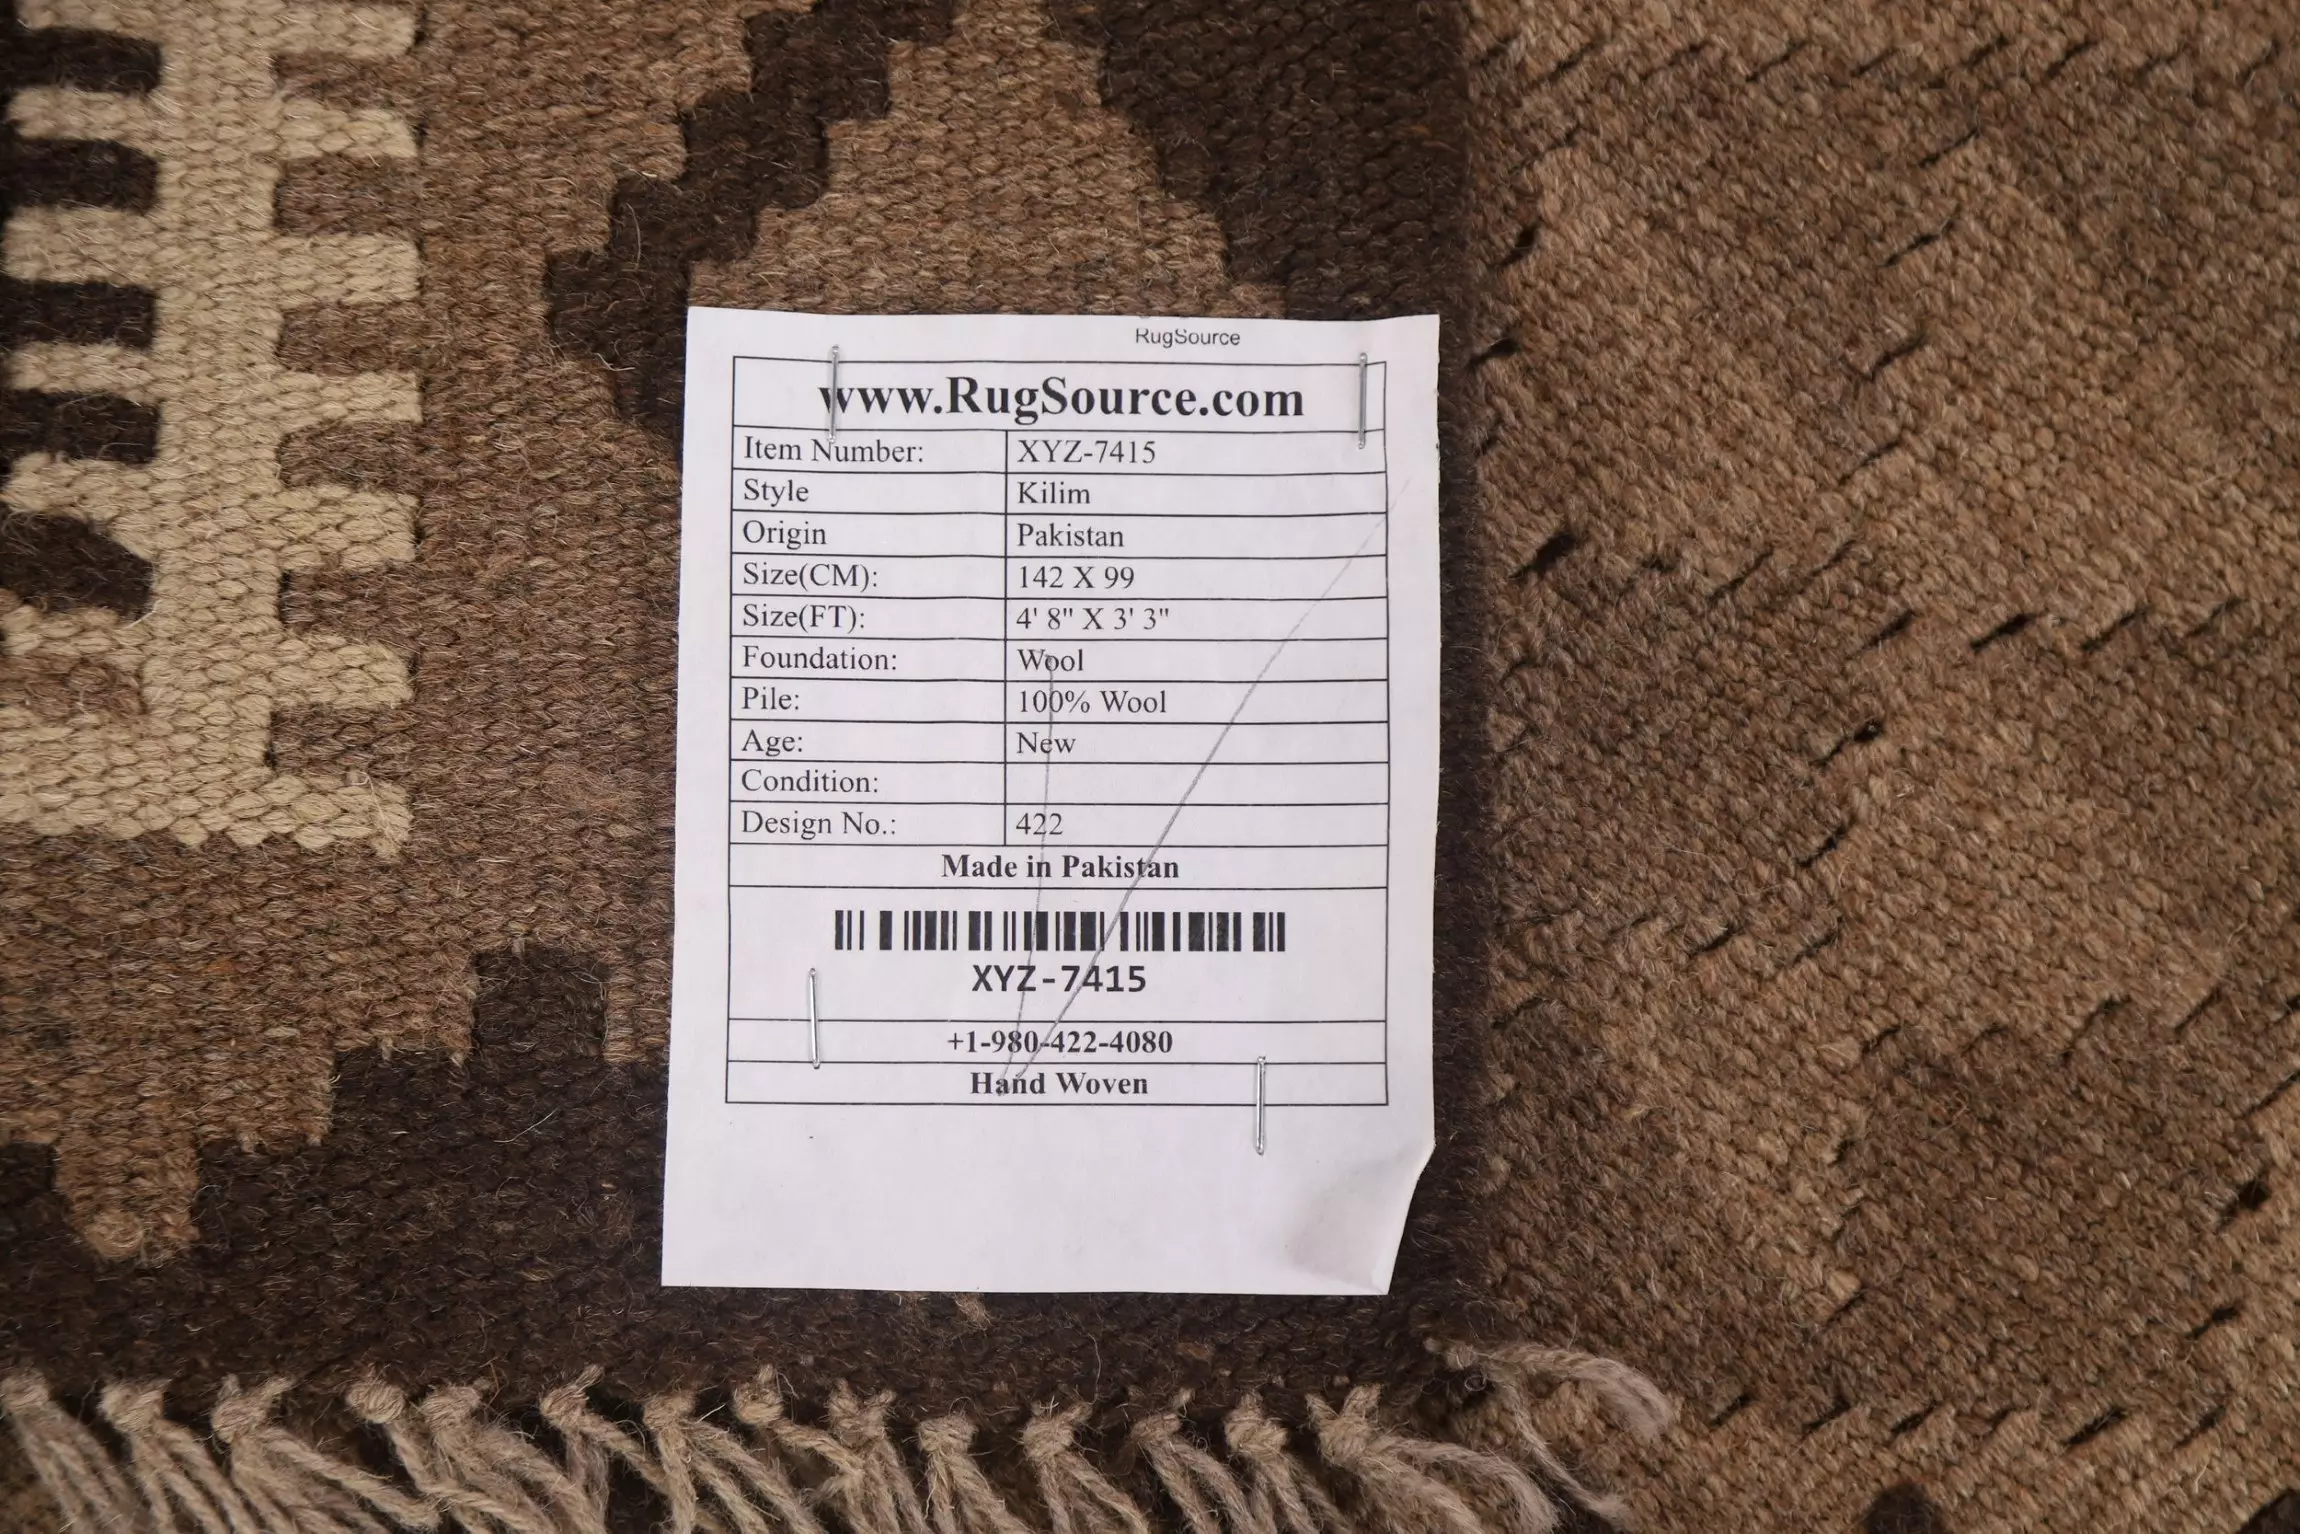 RugSource
www.RugSource.com
Item Number: XYZ-7415
Style Kilim
Origin Pakistan
Size(CM): 142 X 99
Size(FT): 4' 8" X 3' 3"
Foundation: Wool
Pile: 100% Wool
Age: New
Condition:
Design No.: 422
Made in Pakistan
XYZ-7415
+1-980-422-4080
Hand Woven